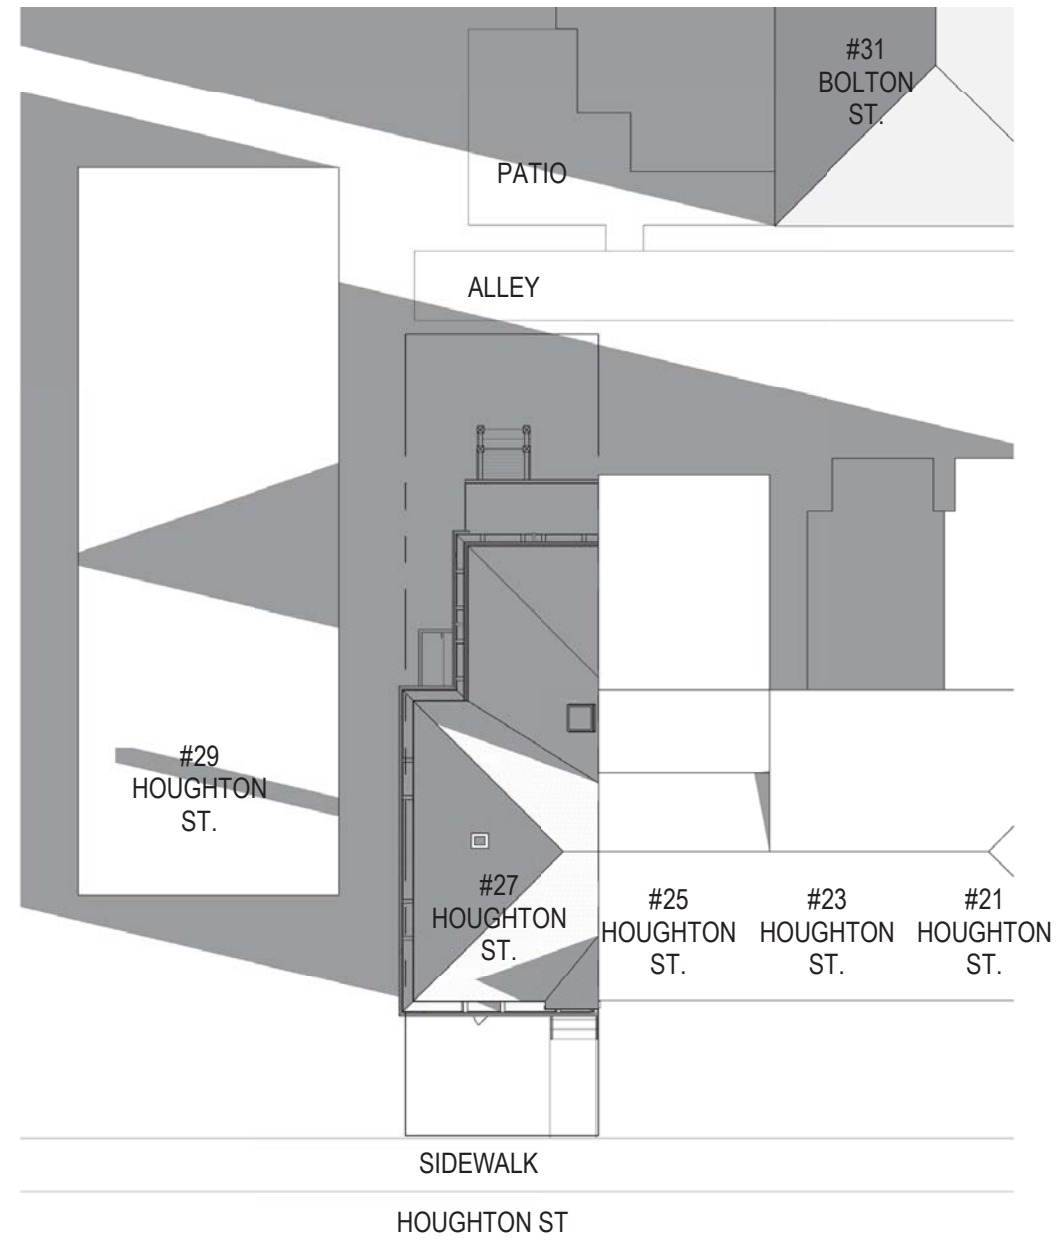 #31
BOLTON
ST.
PATIO
ALLEY
#29
HOUGHTON
ST.
#27
HOUGHTON
ST.
#25
HOUGHTON
ST.
#23
HOUGHTON
ST.
#21
HOUGHTON
ST.
SIDEWALK
HOUGHTON ST